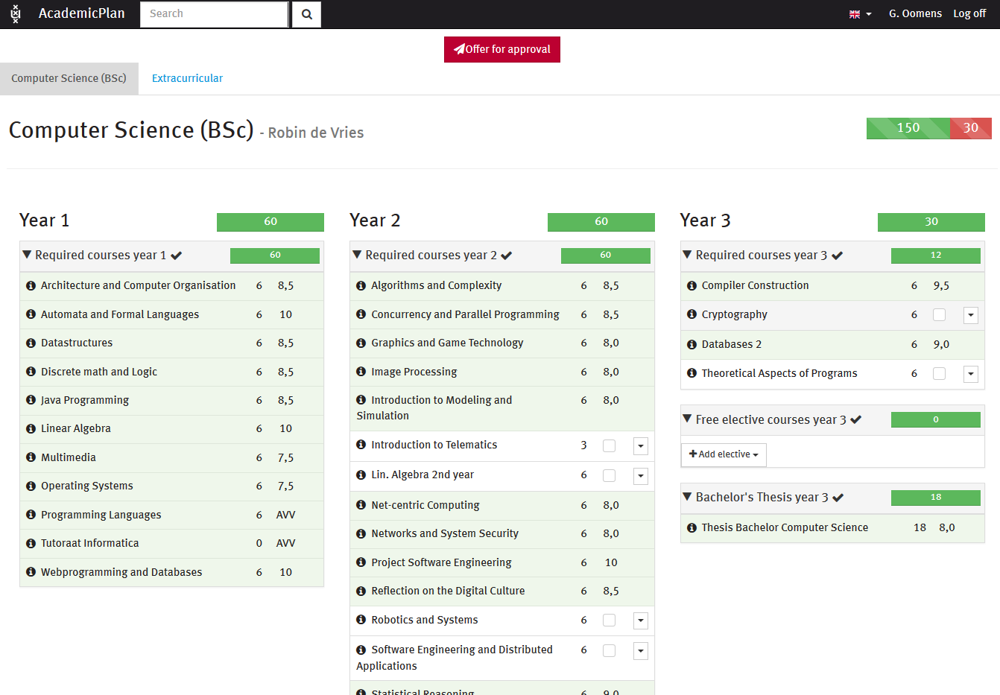 AcademicPlan
Search
G. Oomens
Log off
Offer for approval
Computer Science (BSc)
Extracurricular
Computer Science (BSc) - Robin de Vries
150
30
Year 1
60
Required courses year 1
60
Architecture and Computer Organisation 6 8,5
Automata and Formal Languages 6 10
Datastructures 6 8,5
Discrete math and Logic 6 8,5
Java Programming 6 8,5
Linear Algebra 6 10
Multimedia 6 7,5
Operating Systems 6 7,5
Programming Languages 6 AVV
Tutoraat Informatica 0 AVV
Webprogramming and Databases 6 10
Year 2
60
Required courses year 2
60
Algorithms and Complexity 6 8,5
Concurrency and Parallel Programming 6 8,5
Graphics and Game Technology 6 8,0
Image Processing 6 8,0
Introduction to Modeling and 6 8,0
Simulation
Introduction to Telematics 3
Lin. Algebra 2nd year 6
Net-centric Computing 6 8,0
Networks and System Security 6 8,0
Project Software Engineering 6 10
Reflection on the Digital Culture 6 8,5
Robotics and Systems 6
Software Engineering and Distributed 6
Applications
Statistical Reasoning 6 9,0
Year 3
30
Required courses year 3
12
Compiler Construction 6 9,5
Cryptography 6
Databases 2 6 9,0
Theoretical Aspects of Programs 6
Free elective courses year 3
0
Add elective
Bachelor's Thesis year 3
18
Thesis Bachelor Computer Science 18 8,0